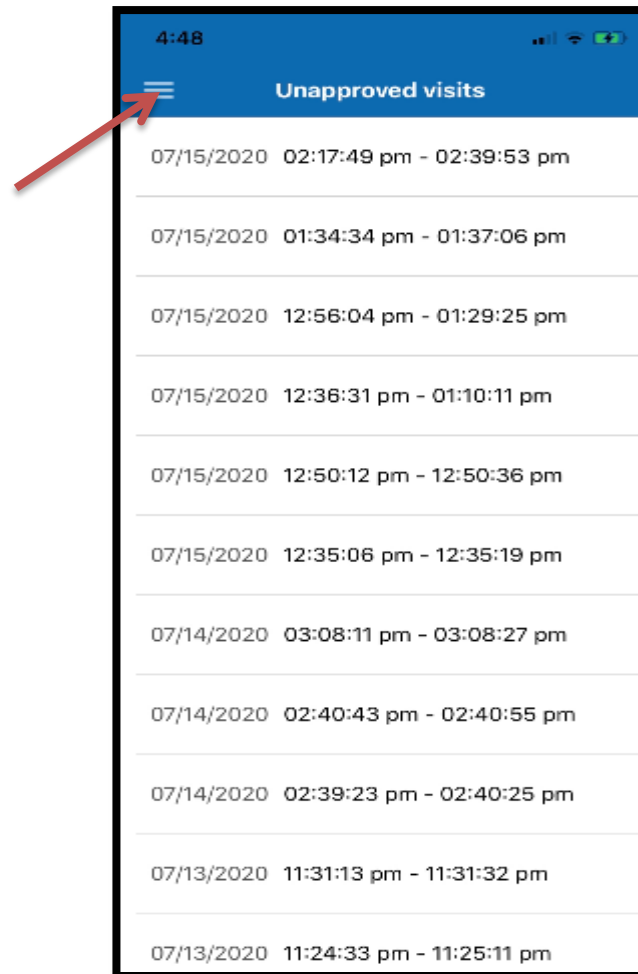 4:48
Unapproved visits
07/15/2020 02:17:49 pm - 02:39:53 pm
07/15/2020 01:34:34 pm - 01:37:06 pm
07/15/2020 12:56:04 pm - 01:29:25 pm
07/15/2020 12:36:31 pm - 01:10:11 pm
07/15/2020 12:50:12 pm - 12:50:36 pm
07/15/2020 12:35:06 pm - 12:35:19 pm
07/14/2020 03:08:11 pm - 03:08:27 pm
07/14/2020 02:40:43 pm - 02:40:55 pm
07/14/2020 02:39:23 pm - 02:40:25 pm
07/13/2020 11:31:13 pm - 11:31:32 pm
07/13/2020 11:24:33 pm - 11:25:11 pm